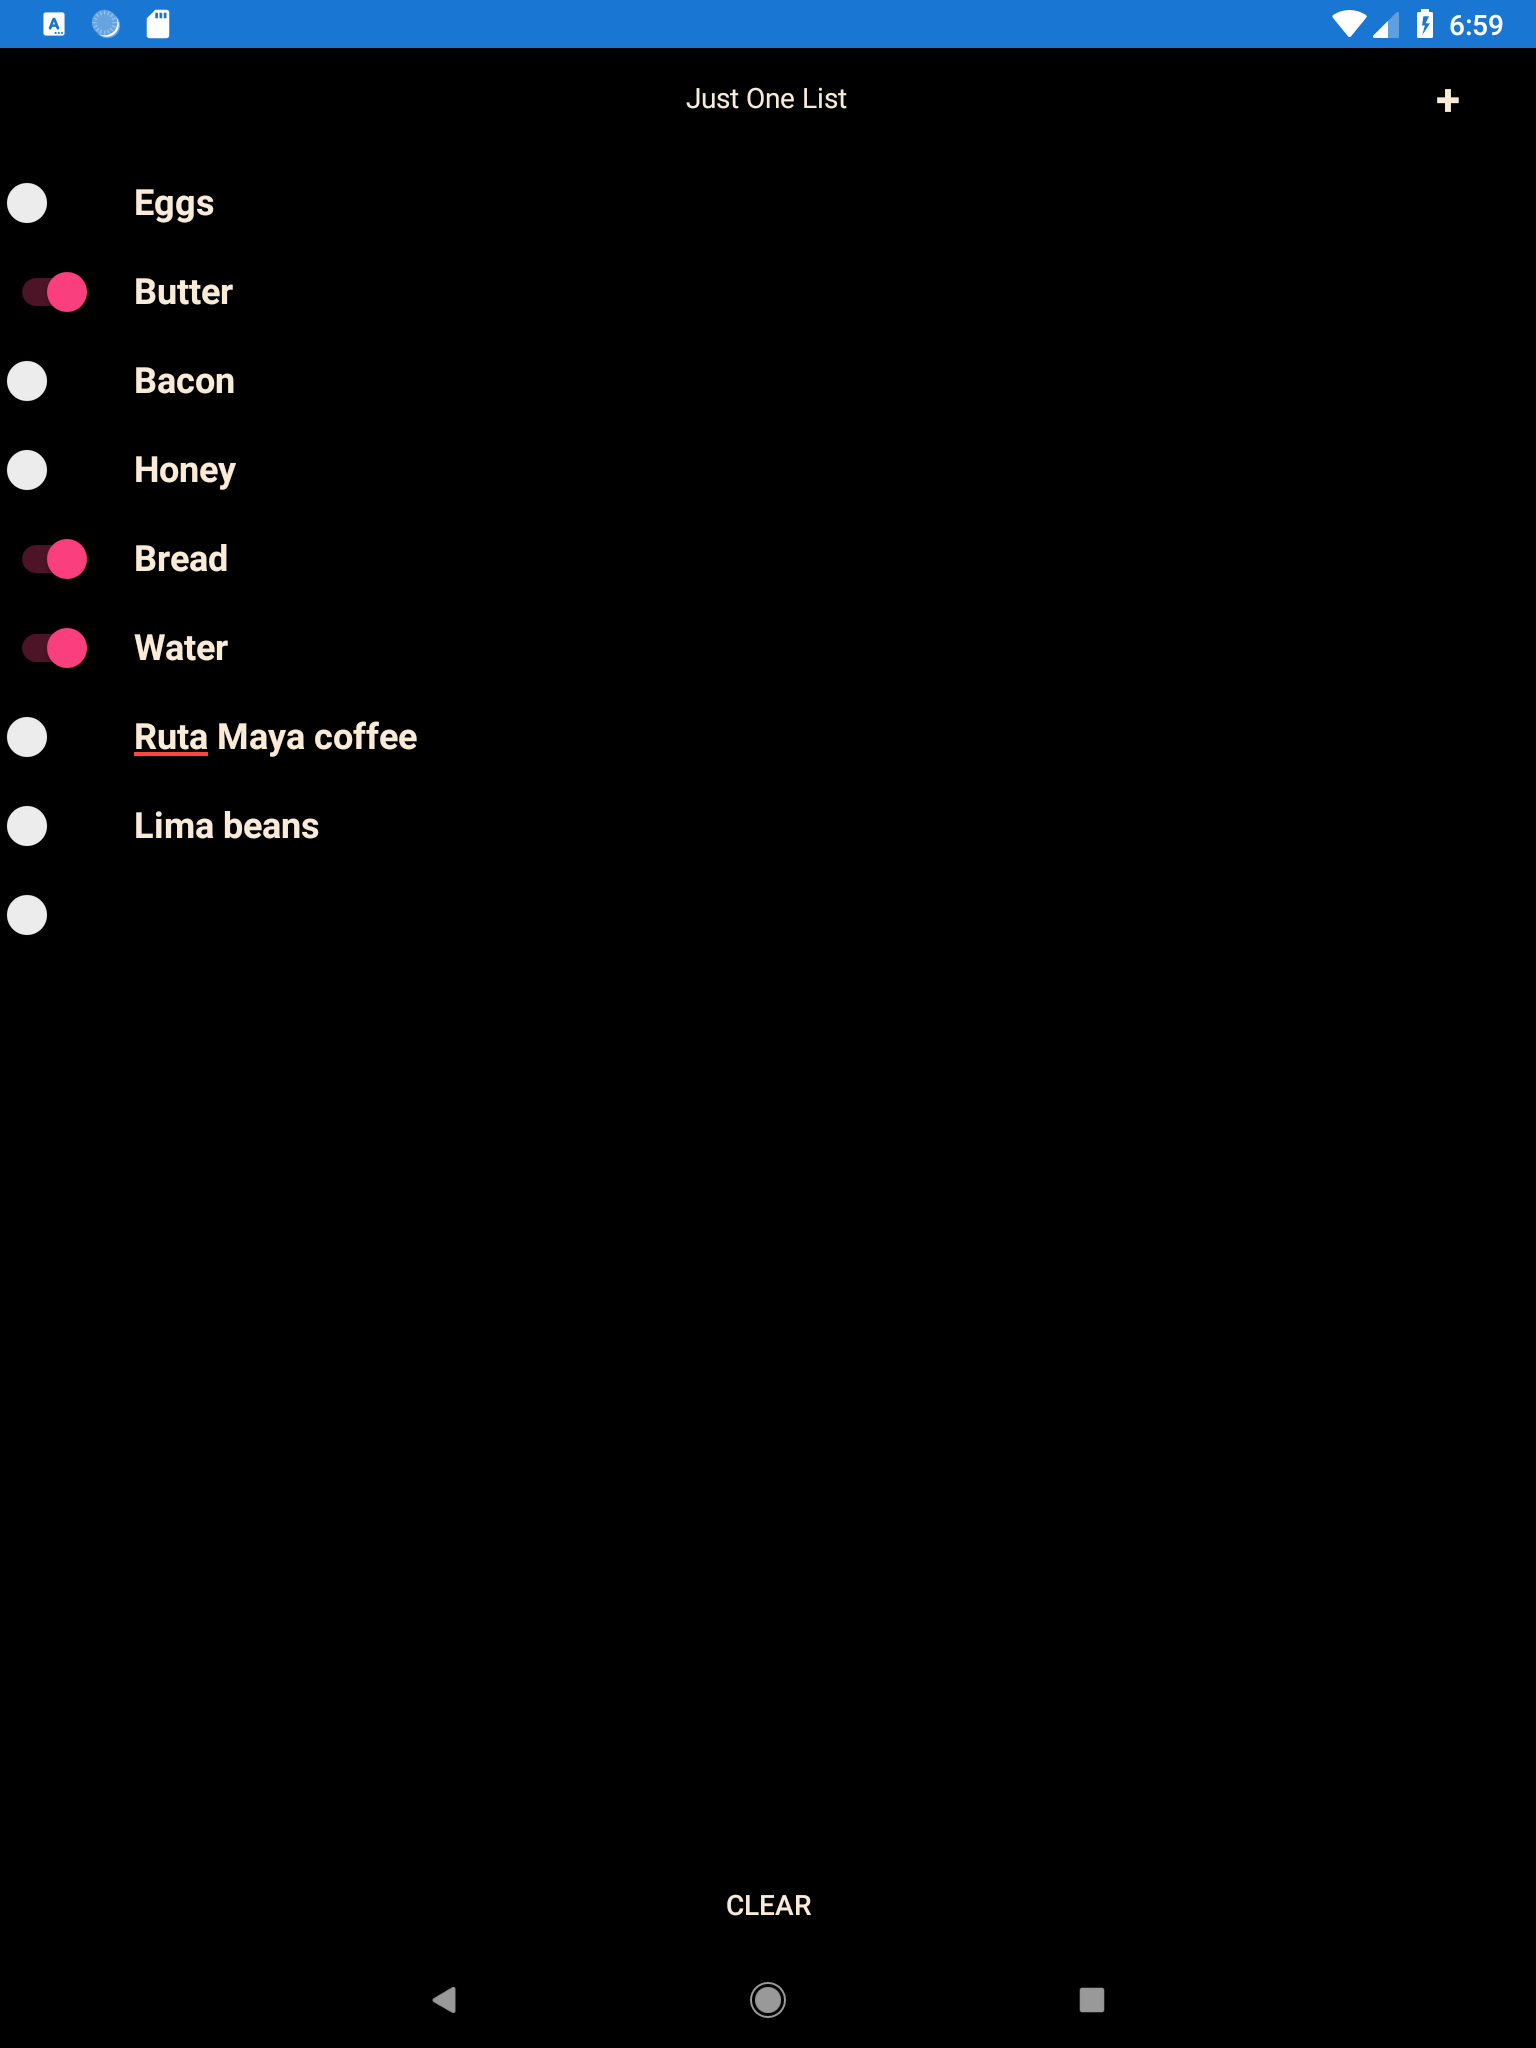 6:59
Just One List
Eggs
Butter
Bacon
Honey
Bread
Water
Ruta Maya coffee
Lima beans
CLEAR